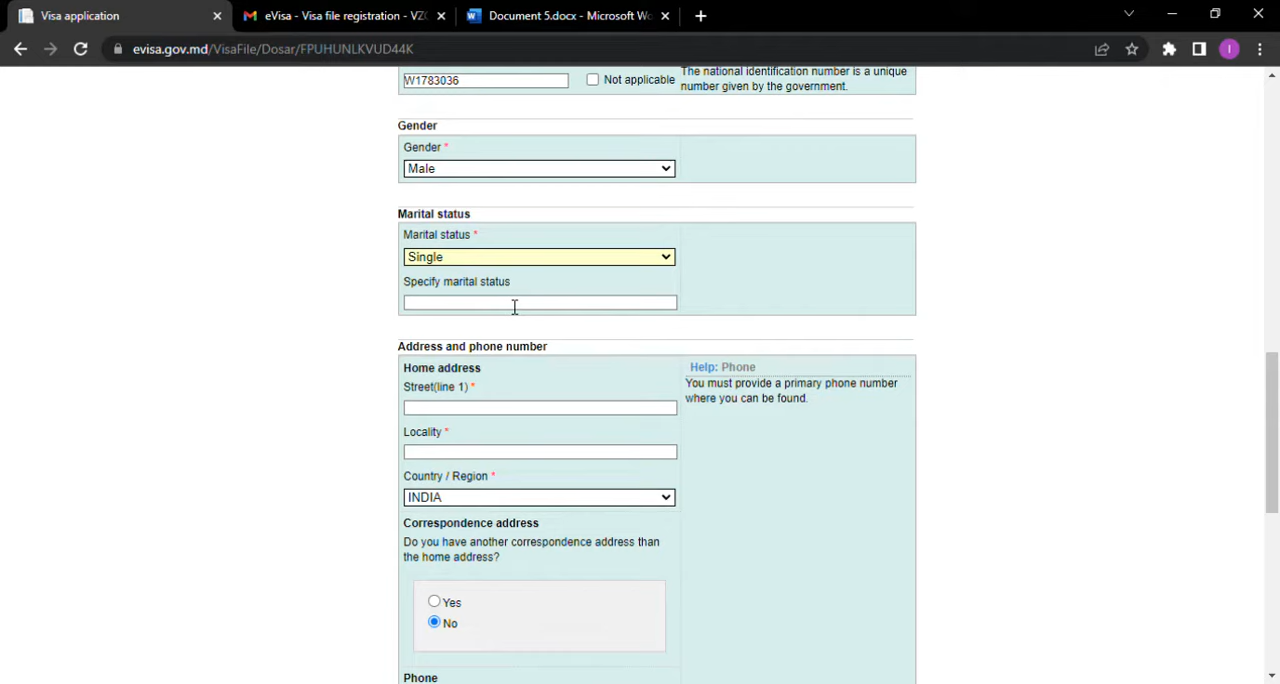 Visa application
eVisa - Visa file registration - VZC
Document 5.docx - Microsoft Wo
evisa.gov.md/VisaFile/Dosar/FPUHUNLKVUD44K
I
W1783036
Not applicable
The national identification number is a unique
number given by the government.
Gender
Gender *
Male
Marital status
Marital status *
Single
Specify marital status
Address and phone number
Home address
Street(line 1) *
Locality *
Country / Region *
INDIA
Help: Phone
You must provide a primary phone number
where you can be found.
Correspondence address
Do you have another correspondence address than
the home address?
Yes
No
Phone